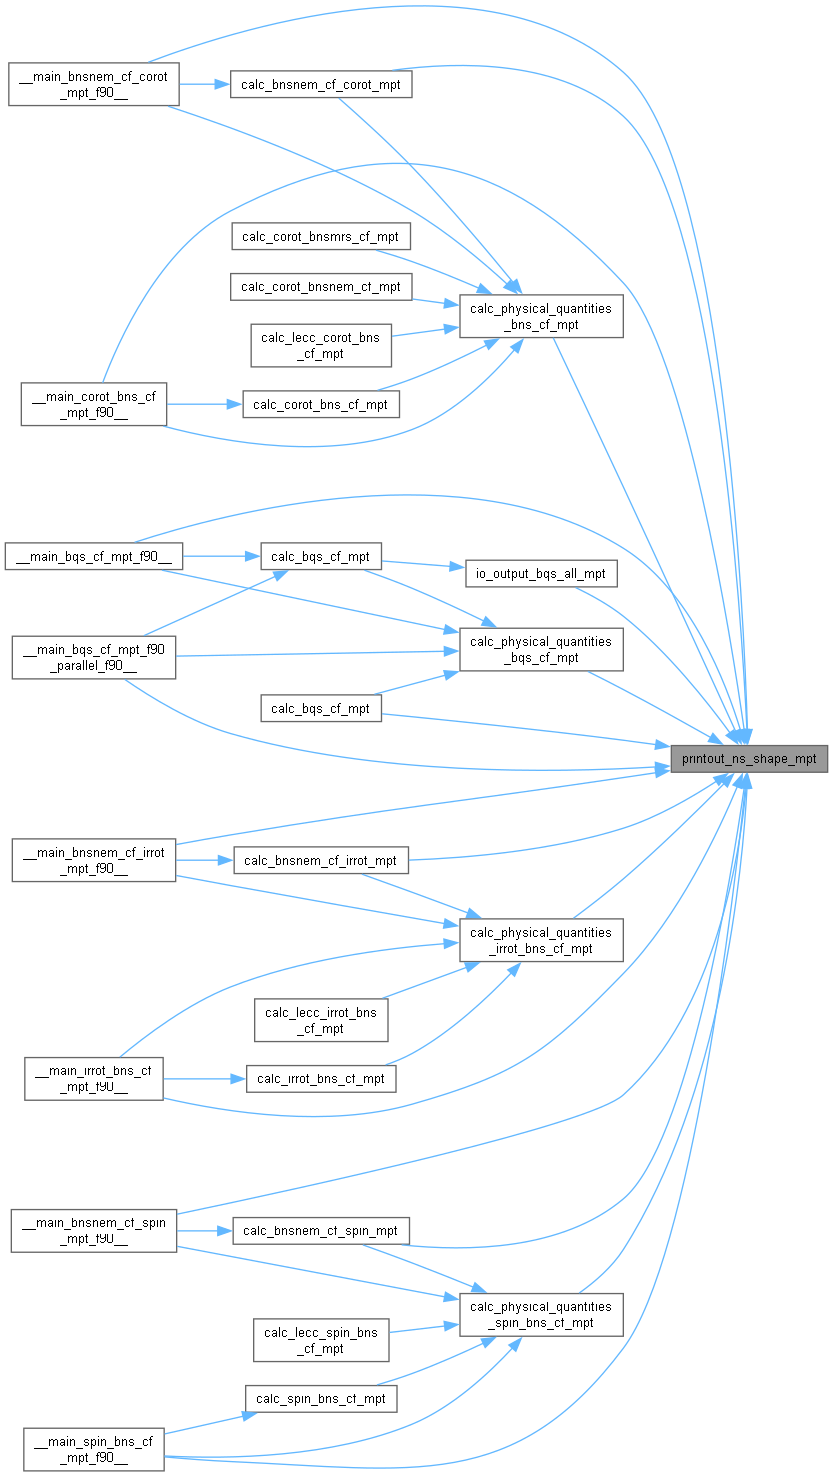 __main_bnsnem_cf_corot
_mpt_f90__
calc_bnsnem_cf_corot_mpt
calc_corot_bnsmrs_cf_mpt
calc_corot_bnsnem_cf_mpt
calc_physical_quantities
_bns_cf_mpt
calc_lecc_corot_bns
_cf_mpt
__main_corot_bns_cf
_mpt_f90__
calc_corot_bns_cf_mpt
__main_bqs_cf_mpt_f90__
calc_bqs_cf_mpt
io_output_bqs_all_mpt
__main_bqs_cf_mpt_f90
_parallel_f90__
calc_physical_quantities
_bqs_cf_mpt
calc_bqs_cf_mpt
printout_ns_shape_mpt
__main_bnsnem_cf_irrot
_mpt_f90__
calc_bnsnem_cf_irrot_mpt
calc_physical_quantities
_irrot_bns_cf_mpt
calc_lecc_irrot_bns
_cf_mpt
__main_irrot_bns_cf
_mpt_f90__
calc_irrot_bns_cf_mpt
__main_bnsnem_cf_spin
_mpt_f90__
calc_bnsnem_cf_spin_mpt
calc_physical_quantities
_spin_bns_cf_mpt
calc_lecc_spin_bns
_cf_mpt
calc_spin_bns_cf_mpt
__main_spin_bns_cf
_mpt_f90__